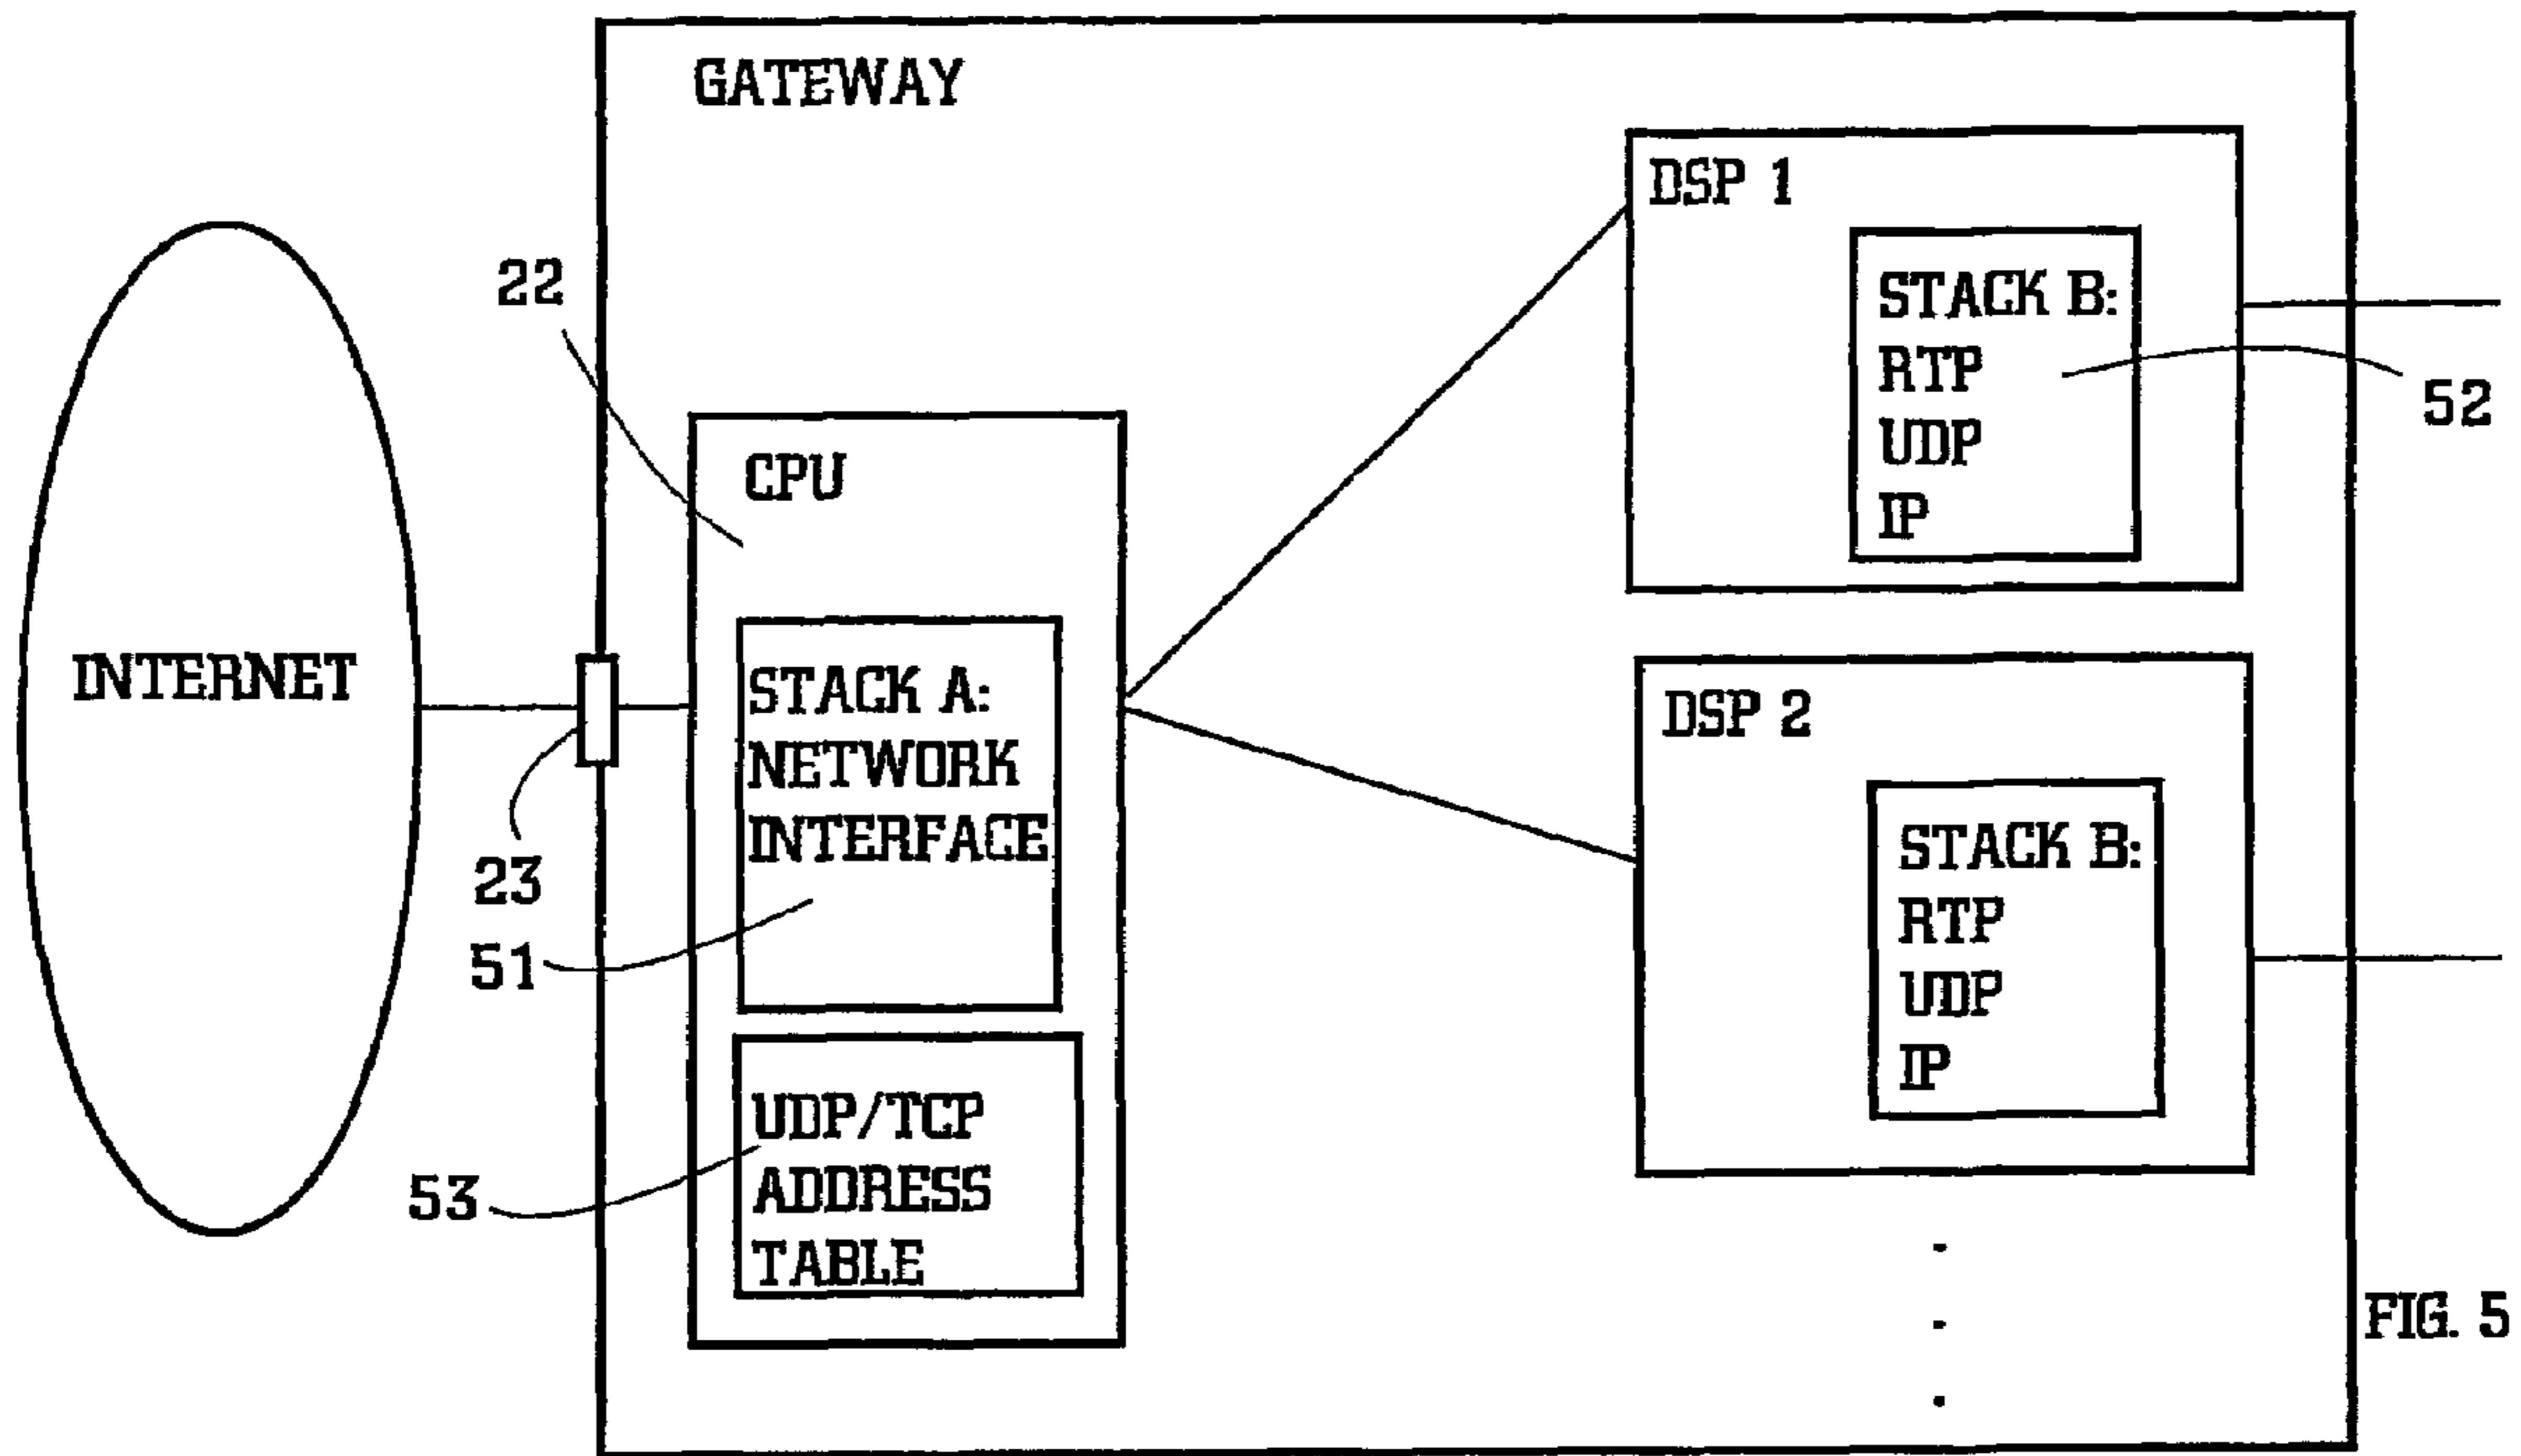 GATEWAY
INTERNET
22
23
51
53
CPU
STACK A:
NETWORK
INTERFACE
UDP/TCP
ADDRESS
TABLE
DSP 1
STACK B:
RTP
UDP
IP
52
DSP 2
STACK B:
RTP
UDP
IP
FIG. 5